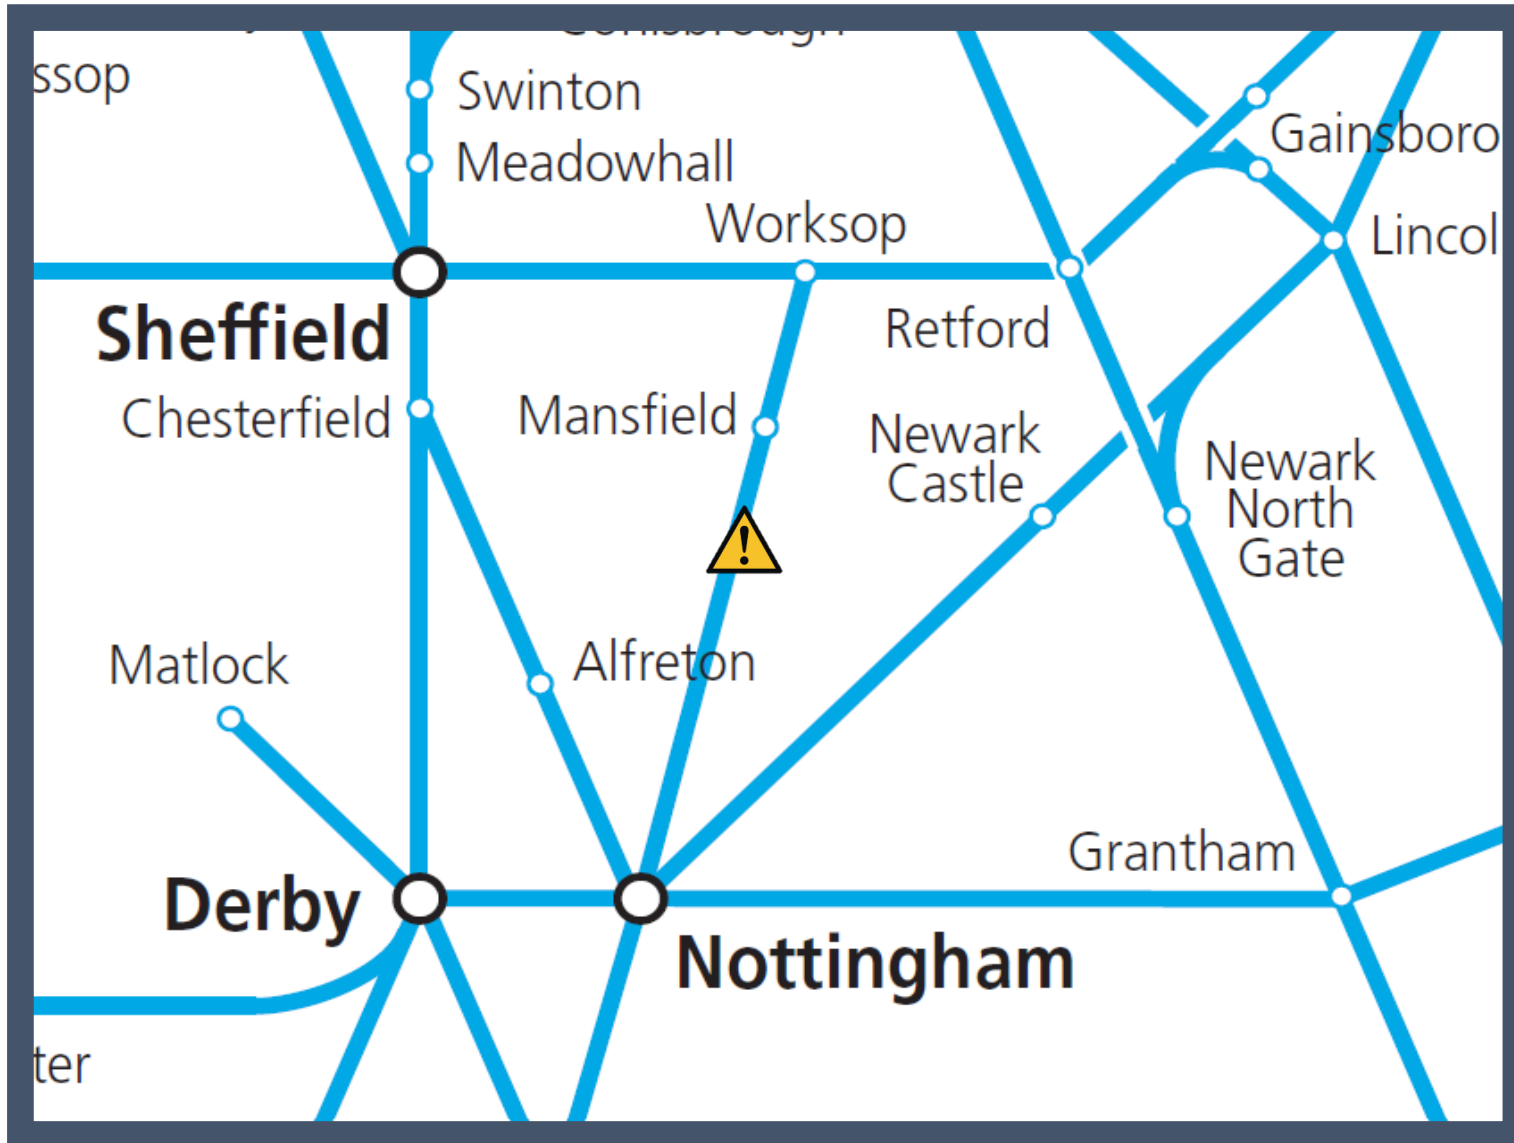 ssop
Swinton
Meadowhall
Gainsboro
Worksop
Lincol
Sheffield
Retford
Chesterfield
Mansfield
Newark
Castle
Newark
North
Gate
Matlock
Alfreton
Grantham
Derby
Nottingham
ter